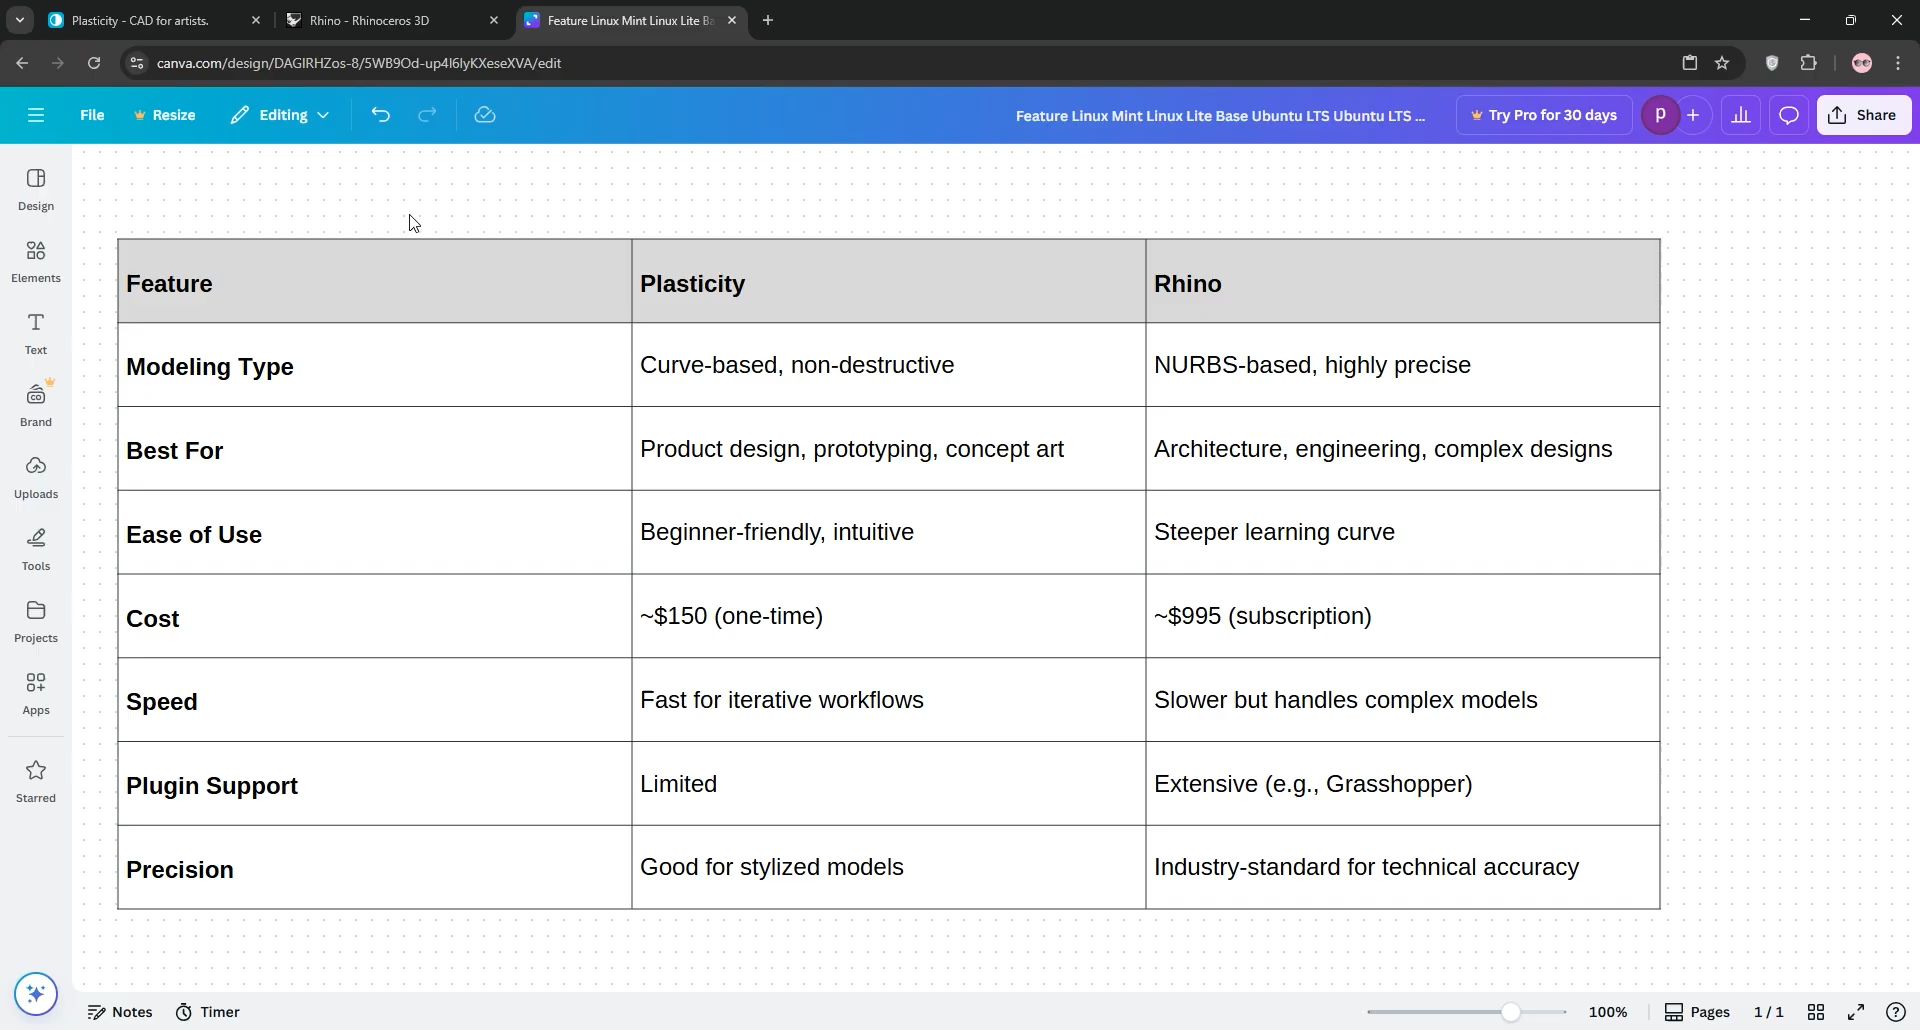 Plasticity - CAD for artists.
Rhino - Rhinoceros 3D
Feature Linux Mint Linux Lite Ba
canva.com/design/DAGIRHZos-8/5WB9Od-up4l6lyKXeseXVA/edit
File
Resize
Editing
Feature Linux Mint Linux Lite Base Ubuntu LTS Ubuntu LTS ...
Try Pro for 30 days
P
Share
Design
Elements
Text
Brand
Uploads
Tools
Projects
Apps
Starred
Feature Plasticity Rhino
Modeling Type Curve-based, non-destructive NURBS-based, highly precise
Best For Product design, prototyping, concept art Architecture, engineering, complex designs
Ease of Use Beginner-friendly, intuitive Steeper learning curve
Cost ~$150 (one-time) ~$995 (subscription)
Speed Fast for iterative workflows Slower but handles complex models
Plugin Support Limited Extensive (e.g., Grasshopper)
Precision Good for stylized models Industry-standard for technical accuracy
Notes
Timer
100%
Pages
1 / 1